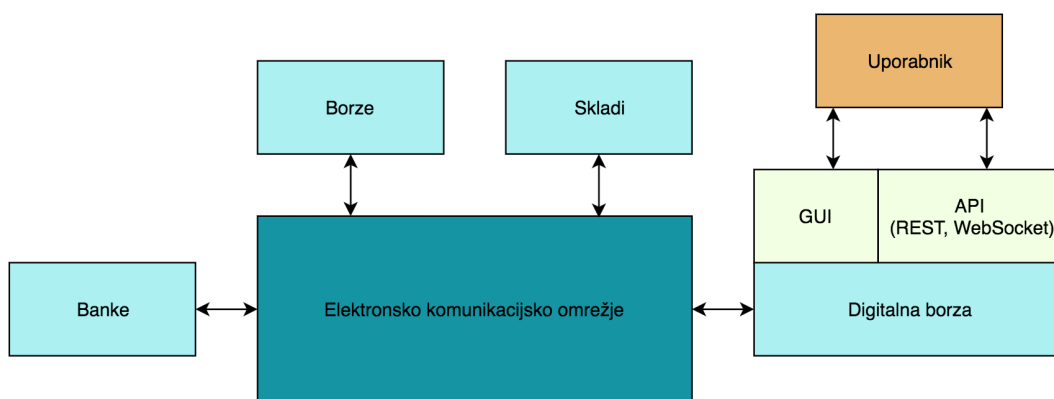 Uporabnik
Borze
Skladi
GUI
API
(REST, WebSocket)
Banke
Elektronsko komunikacijsko omrežje
Digitalna borza